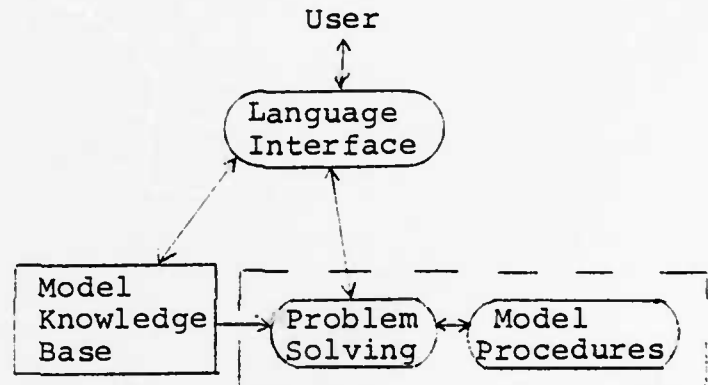 User
Language
Interface
Model
Knowledge
Base
Problem
Solving
Model
Procedures